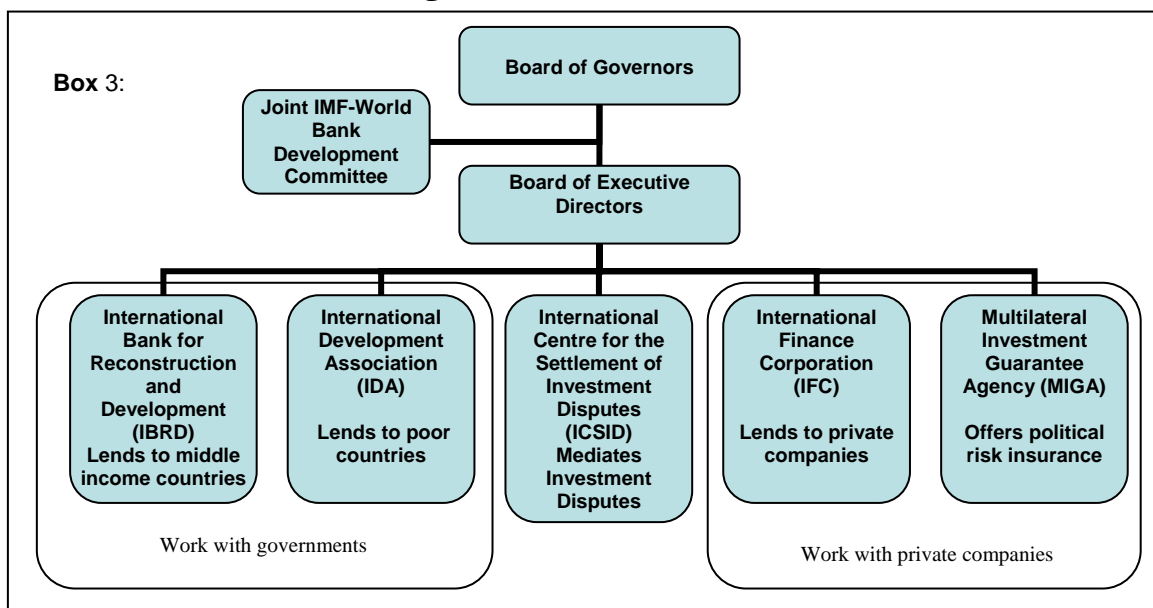 Board of Governors
Box 3:
Joint IMF-World
Bank
Development
Committee
Board of Executive
Directors
International
Bank for
Reconstruction
and
Development
(IBRD)
Lends to middle
income countries
International
Development
Association
(IDA)
Lends to poor
countries
International
Centre for the
Settlement of
Investment
Disputes
(ICSID)
Mediates
Investment
Disputes
International
Finance
Corporation
(IFC)
Lends to private
companies
Multilateral
Investment
Guarantee
Agency (MIGA)
Offers political
risk insurance
Work with governments
Work with private companies